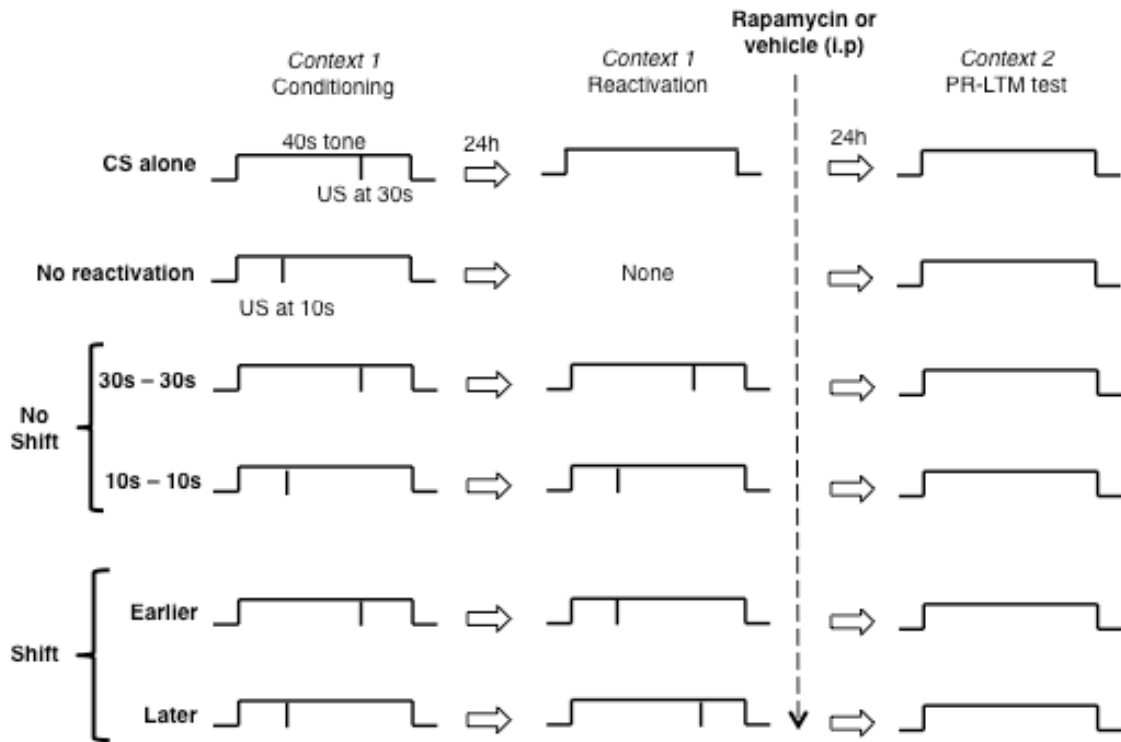 Rapamycin or
vehicle (i.p)
Context 1
Conditioning
Context 1
Reactivation
Context 2
PR-LTM test
CS alone
40s tone
24h
24h
US at 30s
No reactivation
None
US at 10s
No
Shift
30s – 30s
10s – 10s
Shift
Earlier
Later